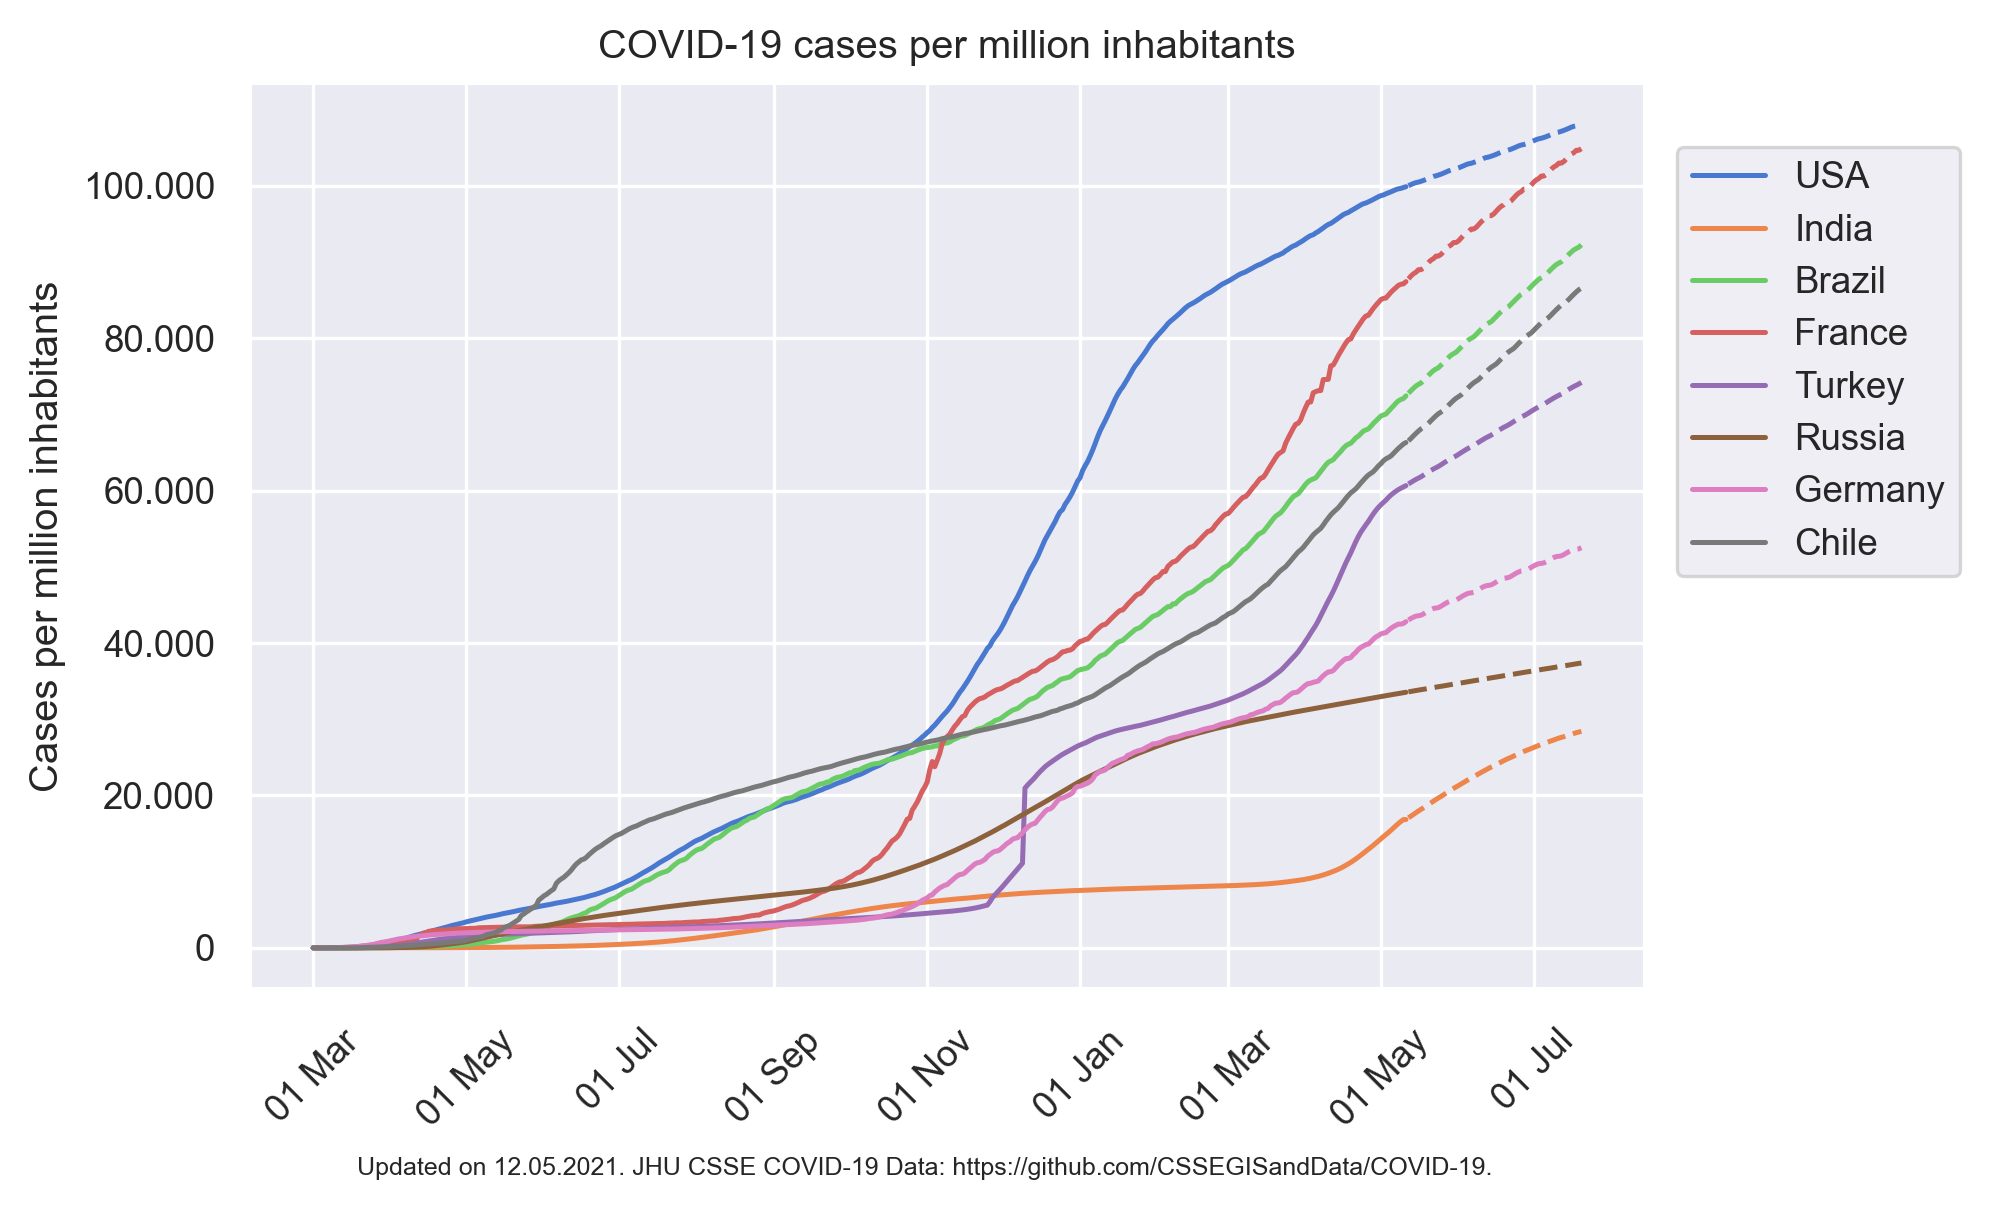 COVID-19 cases per million inhabitants
Cases per million inhabitants
100.000
80.000
60.000
40.000
20.000
0
01 Mar
01 May
01 Jul
01 Sep
01 Nov
01 Jan
01 Mar
01 May
01 Jul
USA
India
Brazil
France
Turkey
Russia
Germany
Chile
Updated on 12.05.2021. JHU CSSE COVID-19 Data: https://github.com/CSSEGISandData/COVID-19.